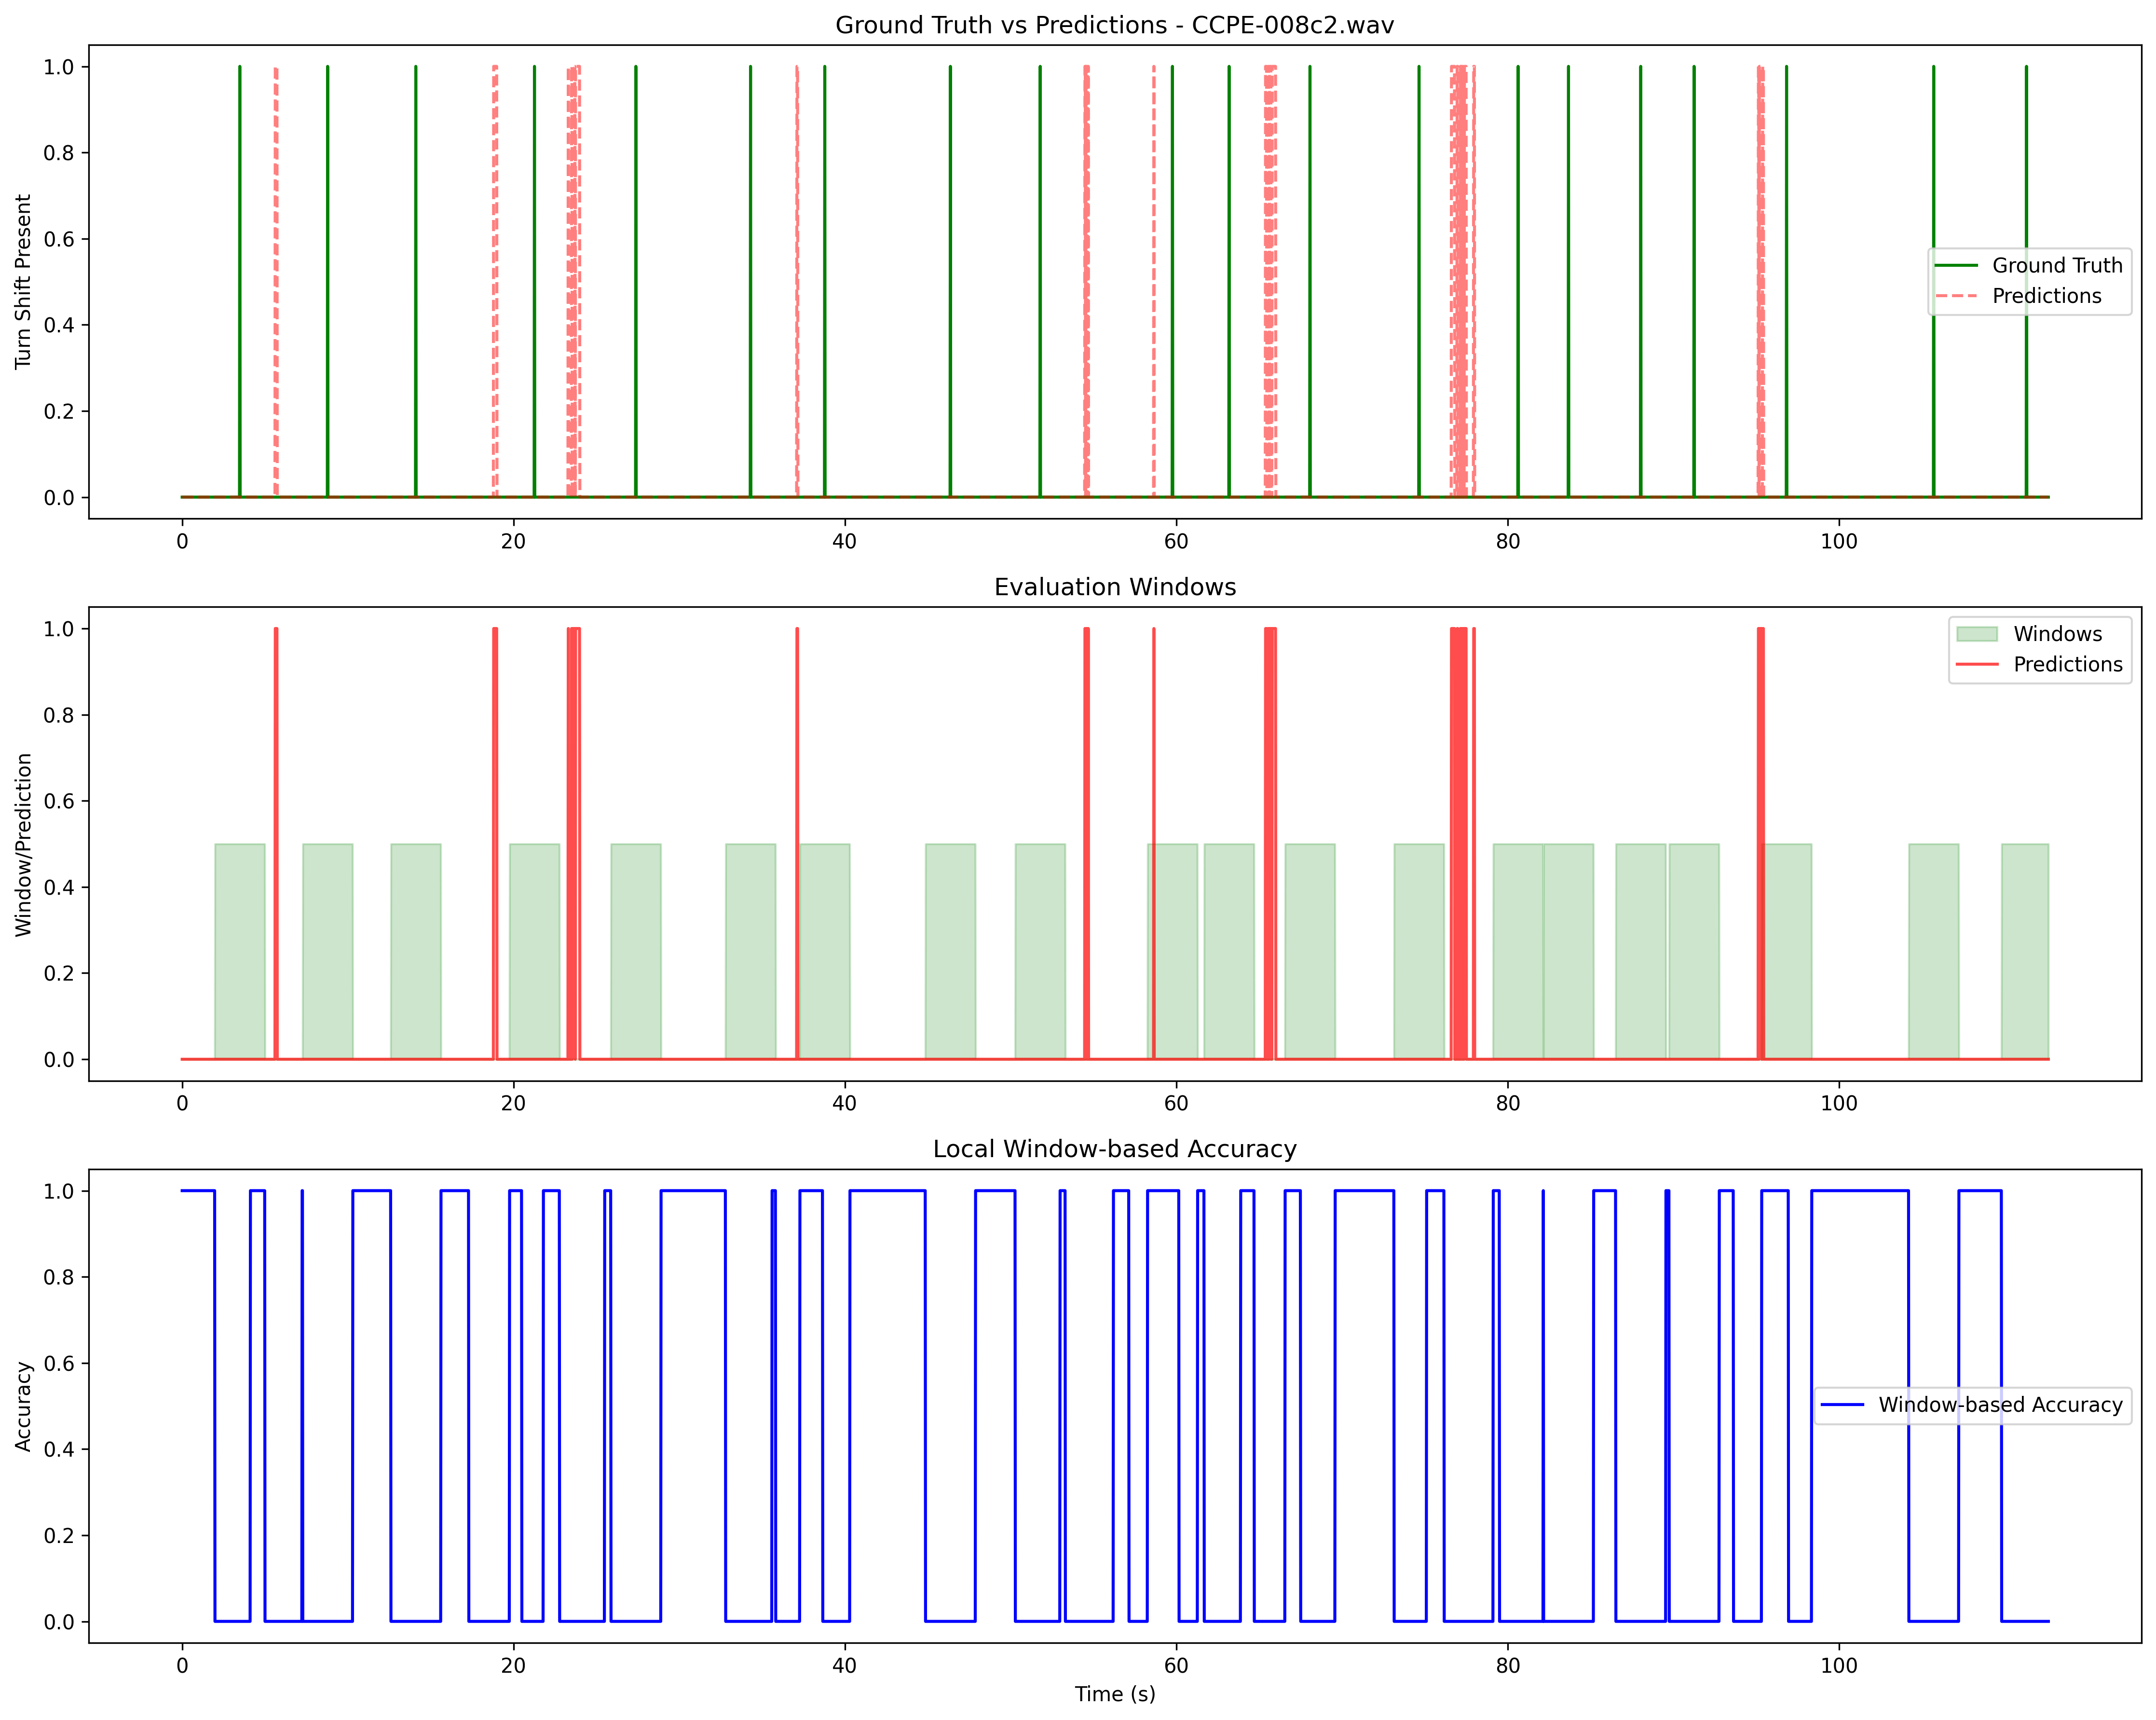 Ground Truth vs Predictions - CCPE-008c2.wav
Turn Shift Present
1.0
0.8
0.6
0.4
0.2
0.0
Ground Truth
Predictions
0 20 40 60 80 100
Evaluation Windows
Window/Prediction
1.0
0.8
0.6
0.4
0.2
0.0
Windows
Predictions
0 20 40 60 80 100
Local Window-based Accuracy
Accuracy
1.0
0.8
0.6
0.4
0.2
0.0
Window-based Accuracy
0 20 40 60 80 100
Time (s)